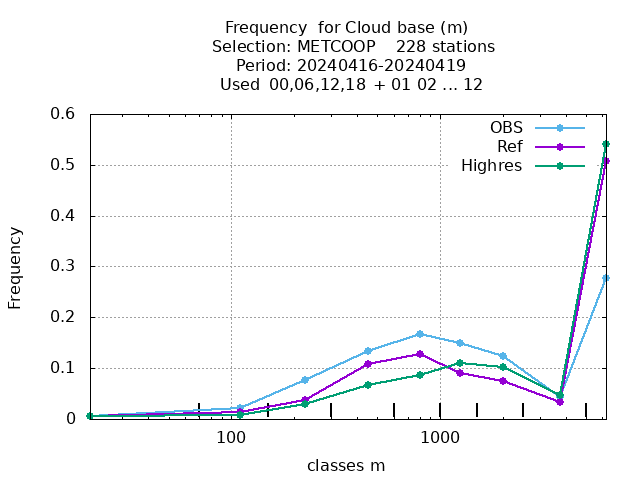 Frequency  for Cloud base (m)
Selection: METCOOP    228 stations
Period: 20240416-20240419
Used  00,06,12,18  + 01 02 ... 12
OBS
Ref
Highres
0.6
0.5
0.4
0.3
0.2
0.1
0
Frequency
100
1000
classes m